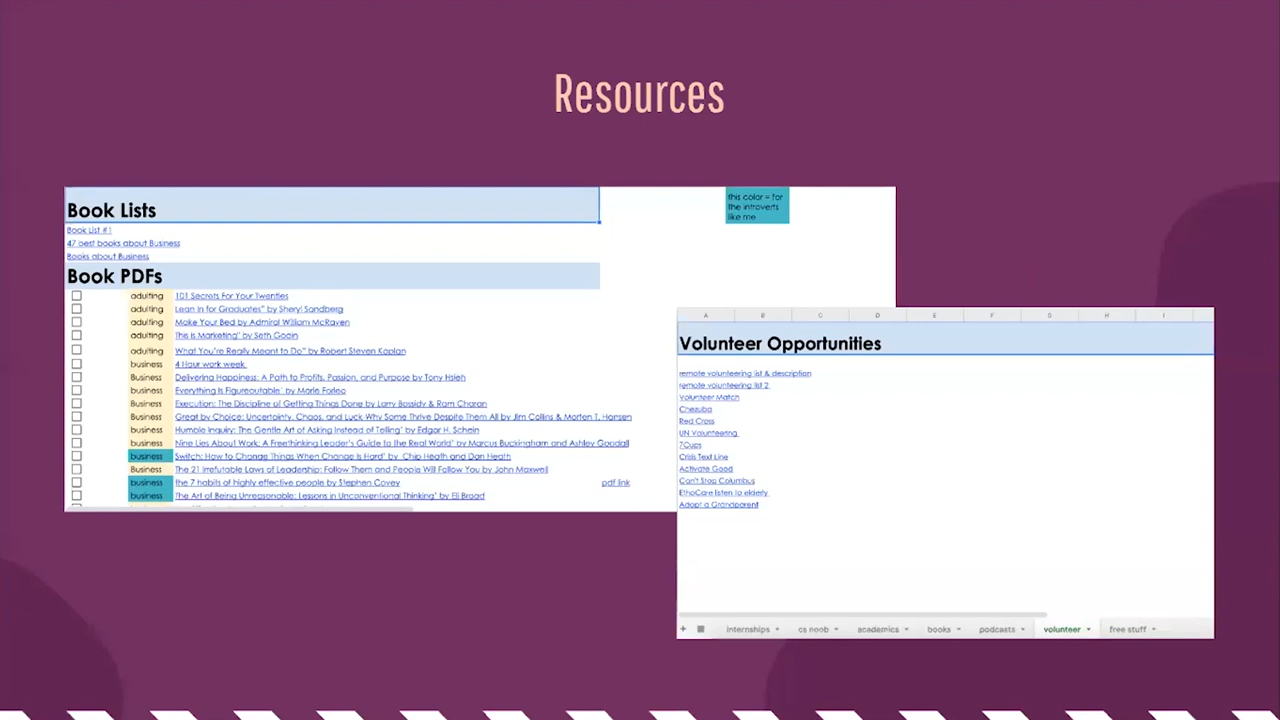 Resources
Book Lists
this color = for
the introverts
like me
Book List #1
47 best books about Business
Books about Business
Book PDFs
adulting 101 Secrets For Your Twenties
adulting Lean In for Graduates" by Sheryl Sandberg
adulting Make Your Bed by Admiral William McRaven
adulting This is Marketing" by Seth Godin
adulting What You're Really Meant to Do" by Robert Steven Kaplan
business 4 Hour work week
Business Delivering Happiness: A Path to Profits, Passion, and Purpose by Tony Hsieh
business Everything Is Figureoutable' by Marie Forleo
Business Execution: The Discipline of Getting Things Done by Larry Bossidy & Ram Charan
business Great by Choice: Uncertainty, Chaos, and Luck Why Some Thrive Despite Them All by Jim Collins & Morten T. Hansen
business Humble Inquiry: The Gentle Art of Asking Instead of Telling' by Edgar H. Schein
business Nine Lies About Work: A Freethinking Leader's Guide to the Real World' by Marcus Buckingham and Ashley Goodall
business Switch: How to Change Things When Change Is Hard' by Chip Heath and Dan Heath
Business The 21 Irrefutable Laws of Leadership: Follow Them and People Will Follow You by John Maxwell
business the 7 habits of highly effective people by Stephen Covey pdf link
business The Art of Being Unreasonable: Lessons in Unconventional Thinking' by Eli Broad
A B C D E F G H I
Volunteer Opportunities
remote volunteering list & description
remote volunteering list 2
Volunteer Match
Chezuba
Red Cross
UN Volunteering
7Cups
Crisis Text Line
Activate Good
Can't Stop Columbus
EthoCare listen to elderly
Adopt a Grandparent
+ internships cs noob academics books podcasts volunteer free stuff